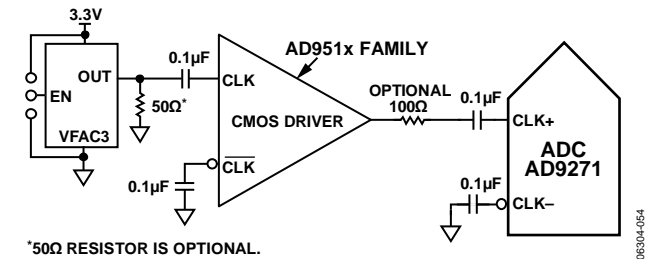 3.3V
OUT
EN
VFAC3
0.1µF
50Ω*
0.1µF
AD951x FAMILY
CLK
CMOS DRIVER
CLK
OPTIONAL
100Ω
0.1µF
CLK+
ADC
AD9271
0.1µF
CLK–
*50Ω RESISTOR IS OPTIONAL.
06304-054